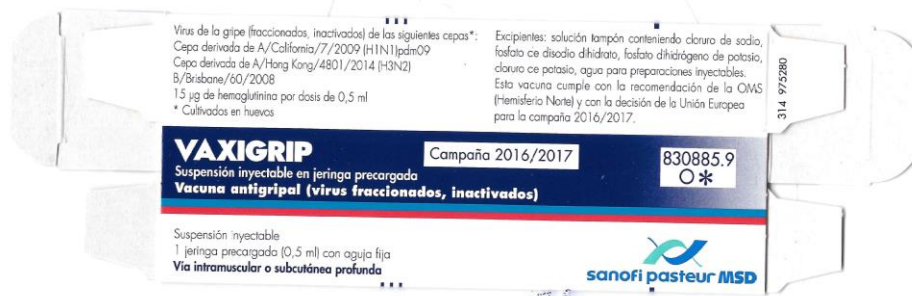 Virus de la gripe (fraccionados, inactivados) de las siguientes cepas*:
Cepa derivada de A/California/7/2009 (H1N1)pdm09
Cepa derivada de A/Hong Kong/4801/2014 (H3N2)
B/Brisbane/60/2008
15 µg de hemaglutinina por dosis de 0,5 ml
* Cultivados en huevos
Excipientes: solución tampón conteniendo cloruro de sodio,
fosfato de disodio dihidrato, fosfato dihidrógeno de potasio,
cloruro de potasio, agua para preparaciones inyectables.
Esta vacuna cumple con la recomendación de la OMS
(Hemisferio Norte) y con la decisión de la Unión Europea
para la campaña 2016/2017.
314 975280
VAXIGRIP
Campaña 2016/2017
830885.9
O*
Suspensión inyectable en jeringa precargada
Vacuna antigripal (virus fraccionados, inactivados)
Suspensión inyectable
1 jeringa precargada (0,5 ml) con aguja fija
Via intramuscular o subcutánea profunda
sanofi pasteur MSD